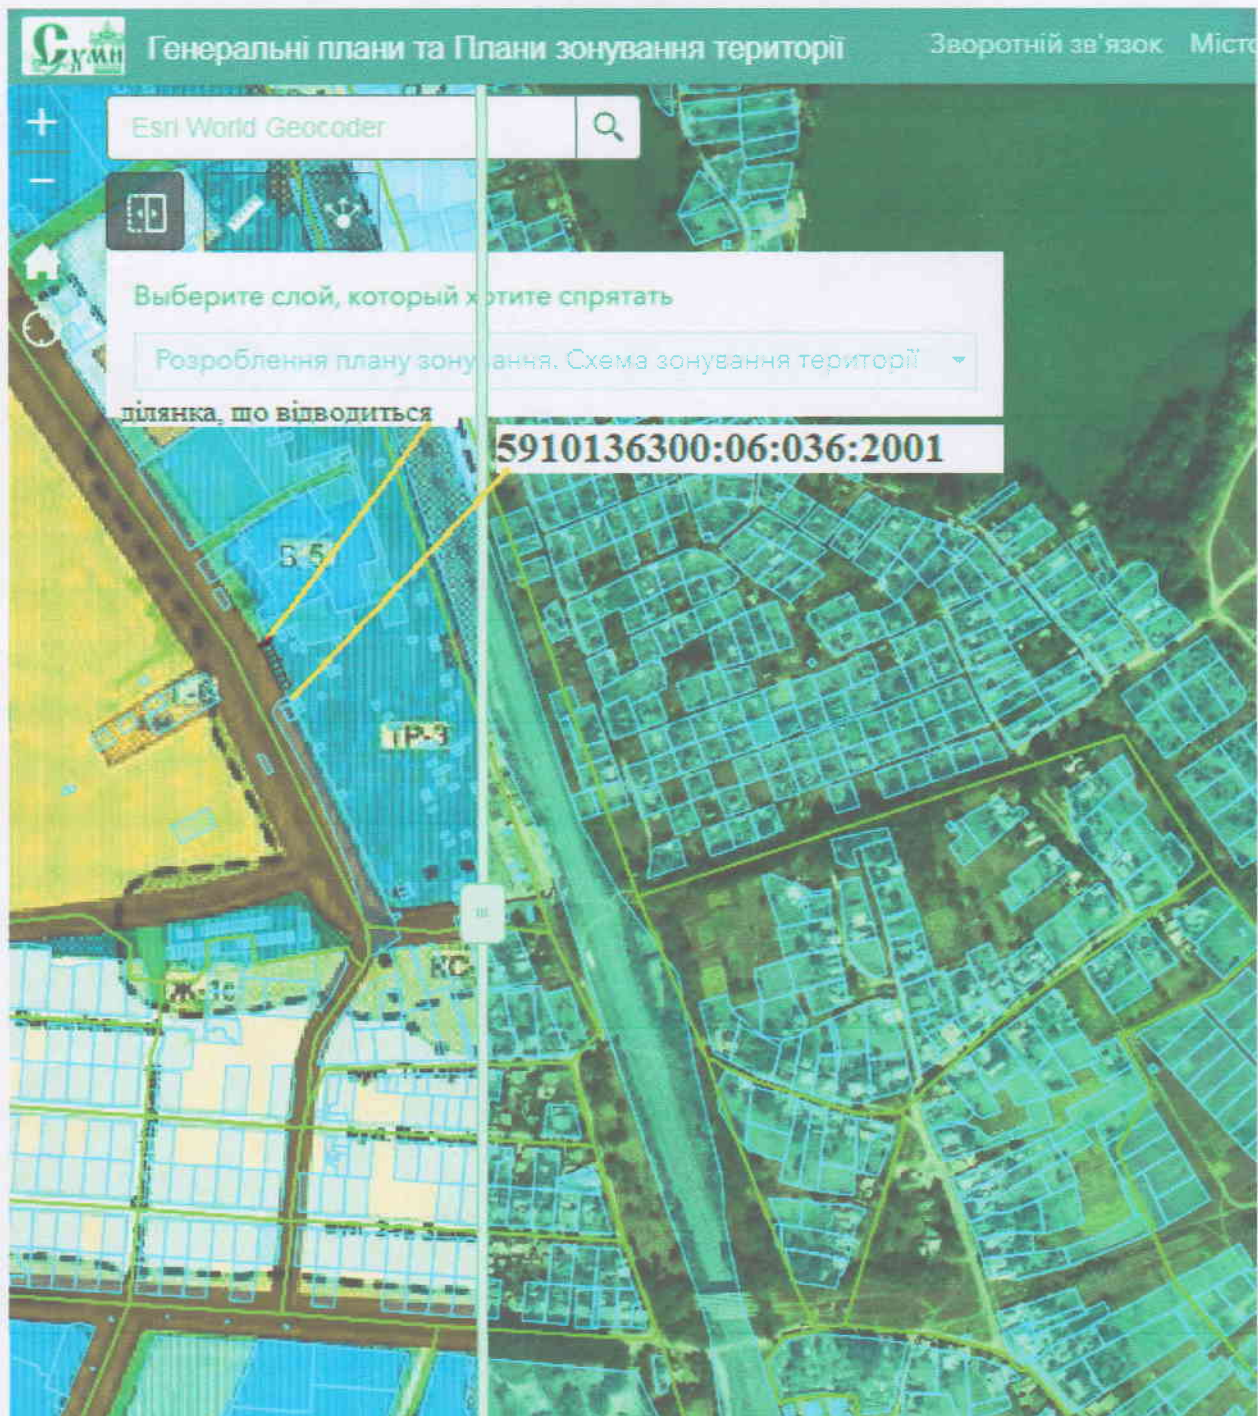 Суми
Генеральні плани та Плани зонування території
Зворотній зв'язок
Esri World Geocoder
Выберите слой, который хотите спрятать
Розроблення плану зонування. Схема зонування території
ділянка, що відводиться
5910136300:06:036:2001
В-5
ТР-3